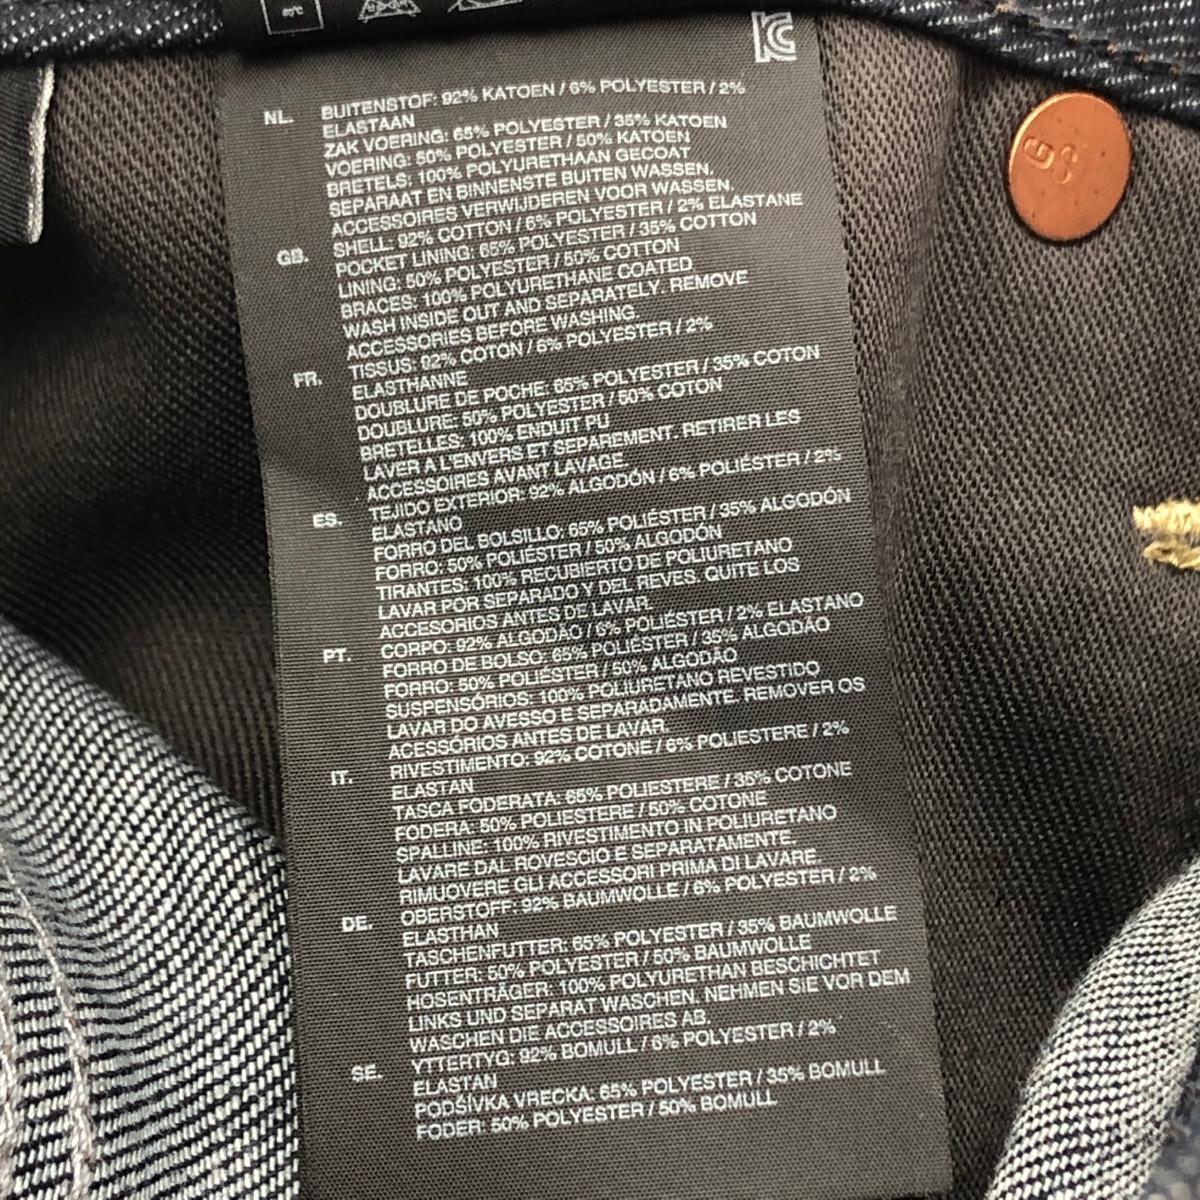 NL. BUITENSTOF: 92% KATOEN / 6% POLYESTER / 2%
ELASTAAN
ZAK VOERING: 65% POLYESTER / 35% KATOEN
VOERING: 50% POLYESTER / 50% KATOEN
BRETELS: 100% POLYURETHAAN GECOAT
SEPARAAT EN BINNENSTE BUITEN WASSEN.
ACCESSOIRES VERWIJDEREN VOOR WASSEN.
GB. SHELL: 92% COTTON / 6% POLYESTER / 2% ELASTANE
POCKET LINING: 65% POLYESTER / 35% COTTON
LINING: 50% POLYESTER / 50% COTTON
BRACES: 100% POLYURETHANE COATED
WASH INSIDE OUT AND SEPARATELY. REMOVE
ACCESSORIES BEFORE WASHING.
FR. TISSUS: 92% COTON / 6% POLYESTER / 2%
ELASTHANNE
DOUBLURE DE POCHE: 65% POLYESTER / 35% COTON
DOUBLURE: 50% POLYESTER / 50% COTON
BRETELLES: 100% ENDUIT PU
LAVER A L'ENVERS ET SEPAREMENT. RETIRER LES
ACCESSOIRES AVANT LAVAGE.
ES. TEJIDO EXTERIOR: 92% ALGODÓN / 6% POLIÉSTER / 2%
ELASTANO
FORRO DEL BOLSILLO: 65% POLIÉSTER / 35% ALGODÓN
FORRO: 50% POLIÉSTER / 50% ALGODÓN
TIRANTES: 100% RECUBIERTO DE POLIURETANO
LAVAR POR SEPARADO Y DEL REVES. QUITE LOS
ACCESORIOS ANTES DE LAVAR.
PT. CORPO: 92% ALGODÃO / 6% POLIÉSTER / 2% ELASTANO
FORRO DE BOLSO: 65% POLIÉSTER / 35% ALGODÃO
FORRO: 50% POLIÉSTER / 50% ALGODÃO
SUSPENSÓRIOS: 100% POLIURETANO REVESTIDO
LAVAR DO AVESSO E SEPARADAMENTE. REMOVER OS
ACESSÓRIOS ANTES DE LAVAR.
IT. RIVESTIMENTO: 92% COTONE / 6% POLIESTERE / 2%
ELASTAN
TASCA FODERATA: 65% POLIESTERE / 35% COTONE
FODERA: 50% POLIESTERE / 50% COTONE
SPALLINE: 100% RIVESTIMENTO IN POLIURETANO
LAVARE DAL ROVESCIO E SEPARATAMENTE.
RIMUOVERE GLI ACCESSORI PRIMA DI LAVARE.
DE. OBERSTOFF: 92% BAUMWOLLE / 6% POLYESTER / 2%
ELASTHAN
TASCHENFUTTER: 65% POLYESTER / 35% BAUMWOLLE
FUTTER: 50% POLYESTER / 50% BAUMWOLLE
HOSENTRÄGER: 100% POLYURETHAN BESCHICHTET
LINKS UND SEPARAT WASCHEN. NEHMEN SIE VOR DEM
WASCHEN DIE ACCESSOIRES AB.
SE. YTTERTYG: 92% BOMULL / 6% POLYESTER / 2%
ELASTAN
PODŠÍVKA VRECKA: 65% POLYESTER / 35% BOMULL
FODER: 50% POLYESTER / 50% BOMULL